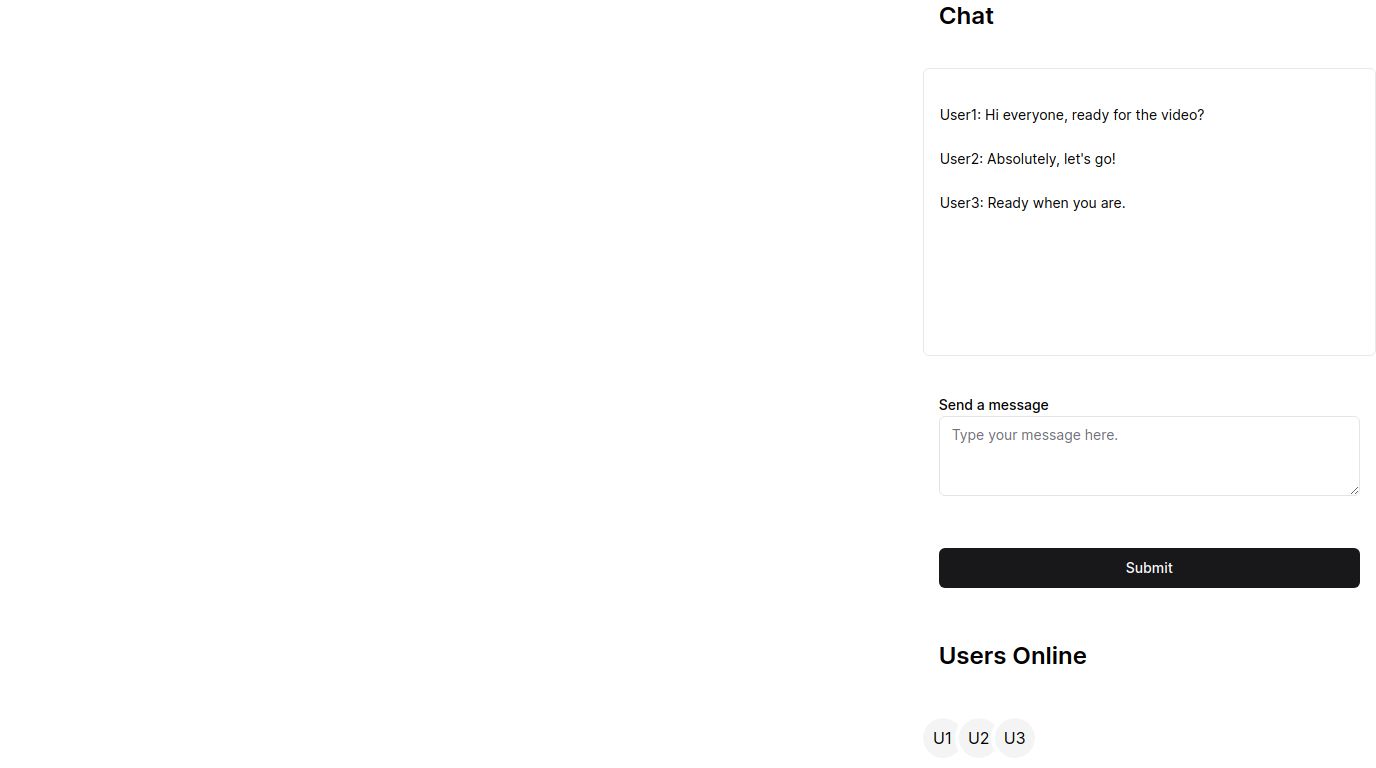 Chat
User1: Hi everyone, ready for the video?
User2: Absolutely, let's go!
User3: Ready when you are.
Send a message
Type your message here.
Submit
Users Online
U1 U2 U3